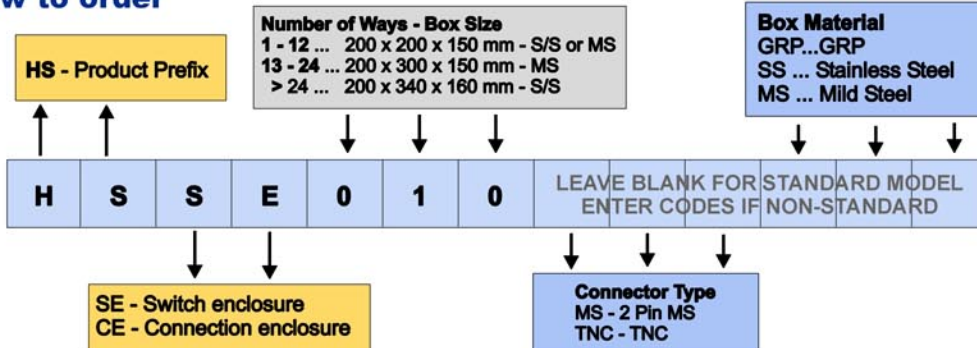 to order
Number of Ways - Box Size
1 - 12 ... 200 x 200 x 150 mm - S/S or MS
13 - 24 ... 200 x 300 x 150 mm - MS
> 24 ... 200 x 340 x 160 mm - S/S
Box Material
GRP...GRP
SS ... Stainless Steel
MS ... Mild Steel
HS - Product Prefix
H S S E 0 1 0
LEAVE BLANK FOR STANDARD MODEL
ENTER CODES IF NON-STANDARD
SE - Switch enclosure
CE - Connection enclosure
Connector Type
MS - 2 Pin MS
TNC - TNC